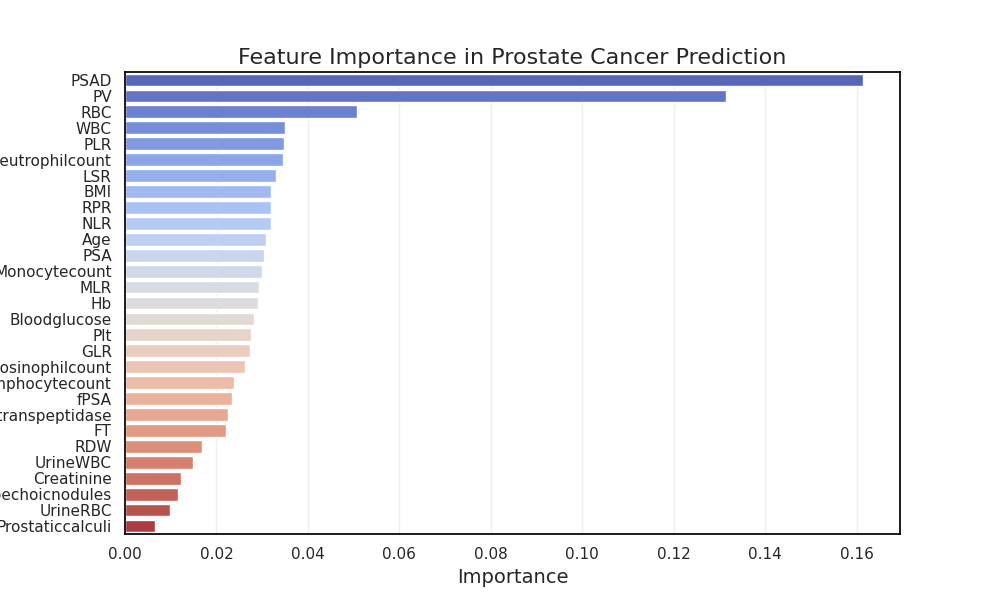 Feature Importance in Prostate Cancer Prediction
PSAD
PV
RBC
WBC
PLR
eutrophilcount
LSR
BMI
RPR
NLR
Age
PSA
Monocytecount
MLR
Hb
Bloodglucose
Plt
GLR
osinophilcount
nphocytecount
fPSA
transpeptidase
FT
RDW
UrineWBC
Creatinine
echoicnodules
UrineRBC
Prostaticcalculi
0.00 0.02 0.04 0.06 0.08 0.10 0.12 0.14 0.16
Importance